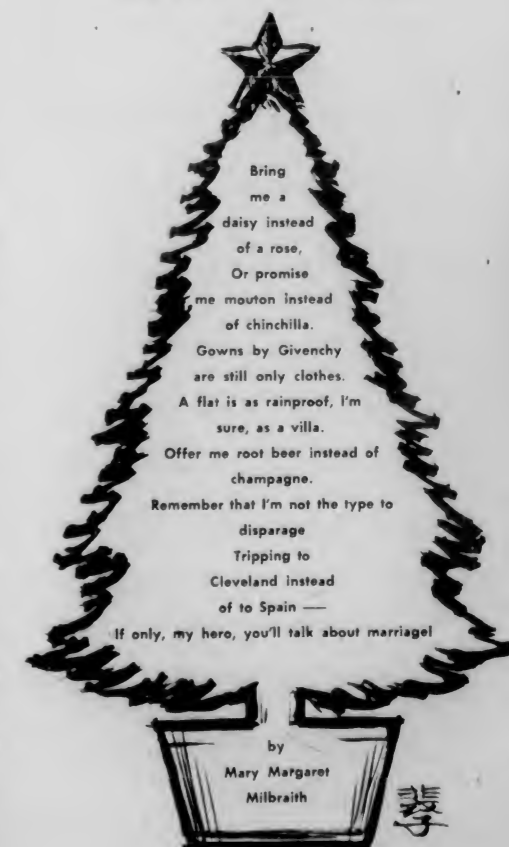 Bring
me a
daisy instead
of a rose,
Or promise
me mouton instead
of chinchilla.
Gowns by Givenchy
are still only clothes.
A flat is as rainproof, I'm
sure, as a villa.
Offer me root beer instead of
champagne.
Remember that I'm not the type to
disparage
Tripping to
Cleveland instead
of to Spain —
If only, my hero, you'll talk about marriage!
by
Mary Margaret
Milbraith